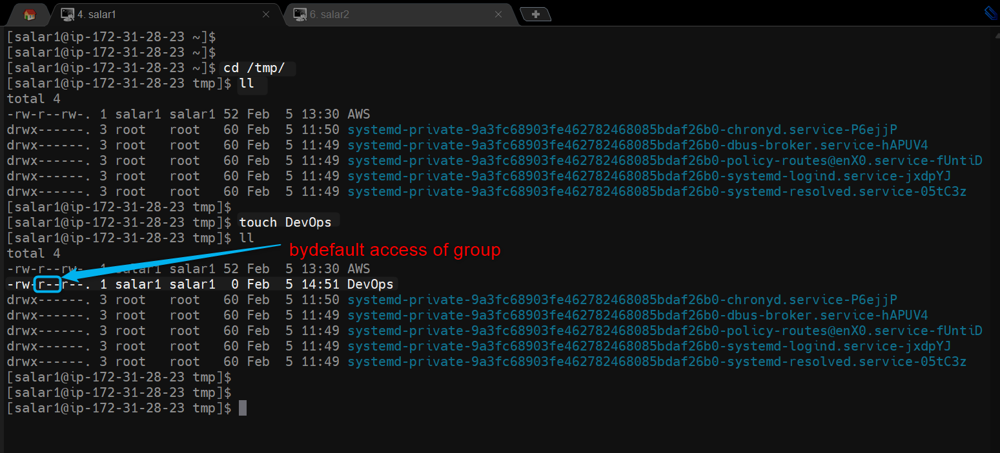 4. salar1
6. salar2
[salar1@ip-172-31-28-23 ~]$
[salar1@ip-172-31-28-23 ~]$
[salar1@ip-172-31-28-23 ~]$ cd /tmp/
[salar1@ip-172-31-28-23 tmp]$ ll
total 4
-rw-r--rw-. 1 salar1 salar1 52 Feb  5 13:30 AWS
drwx------. 3 root   root   60 Feb  5 11:50 systemd-private-9a3fc68903fe462782468085bdaf26b0-chronyd.service-P6ejjP
drwx------. 3 root   root   60 Feb  5 11:49 systemd-private-9a3fc68903fe462782468085bdaf26b0-dbus-broker.service-hAPUV4
drwx------. 3 root   root   60 Feb  5 11:49 systemd-private-9a3fc68903fe462782468085bdaf26b0-policy-routes@enX0.service-fUntiD
drwx------. 3 root   root   60 Feb  5 11:49 systemd-private-9a3fc68903fe462782468085bdaf26b0-systemd-logind.service-jxdpYJ
drwx------. 3 root   root   60 Feb  5 11:49 systemd-private-9a3fc68903fe462782468085bdaf26b0-systemd-resolved.service-05tC3z
[salar1@ip-172-31-28-23 tmp]$
[salar1@ip-172-31-28-23 tmp]$ touch DevOps
[salar1@ip-172-31-28-23 tmp]$ ll
bydefault access of group
total 4
-rw-r--rw-. 1 salar1 salar1 52 Feb  5 13:30 AWS
-rw-r--r--. 1 salar1 salar1  0 Feb  5 14:51 DevOps
drwx------. 3 root   root   60 Feb  5 11:50 systemd-private-9a3fc68903fe462782468085bdaf26b0-chronyd.service-P6ejjP
drwx------. 3 root   root   60 Feb  5 11:49 systemd-private-9a3fc68903fe462782468085bdaf26b0-dbus-broker.service-hAPUV4
drwx------. 3 root   root   60 Feb  5 11:49 systemd-private-9a3fc68903fe462782468085bdaf26b0-policy-routes@enX0.service-fUntiD
drwx------. 3 root   root   60 Feb  5 11:49 systemd-private-9a3fc68903fe462782468085bdaf26b0-systemd-logind.service-jxdpYJ
drwx------. 3 root   root   60 Feb  5 11:49 systemd-private-9a3fc68903fe462782468085bdaf26b0-systemd-resolved.service-05tC3z
[salar1@ip-172-31-28-23 tmp]$
[salar1@ip-172-31-28-23 tmp]$
[salar1@ip-172-31-28-23 tmp]$